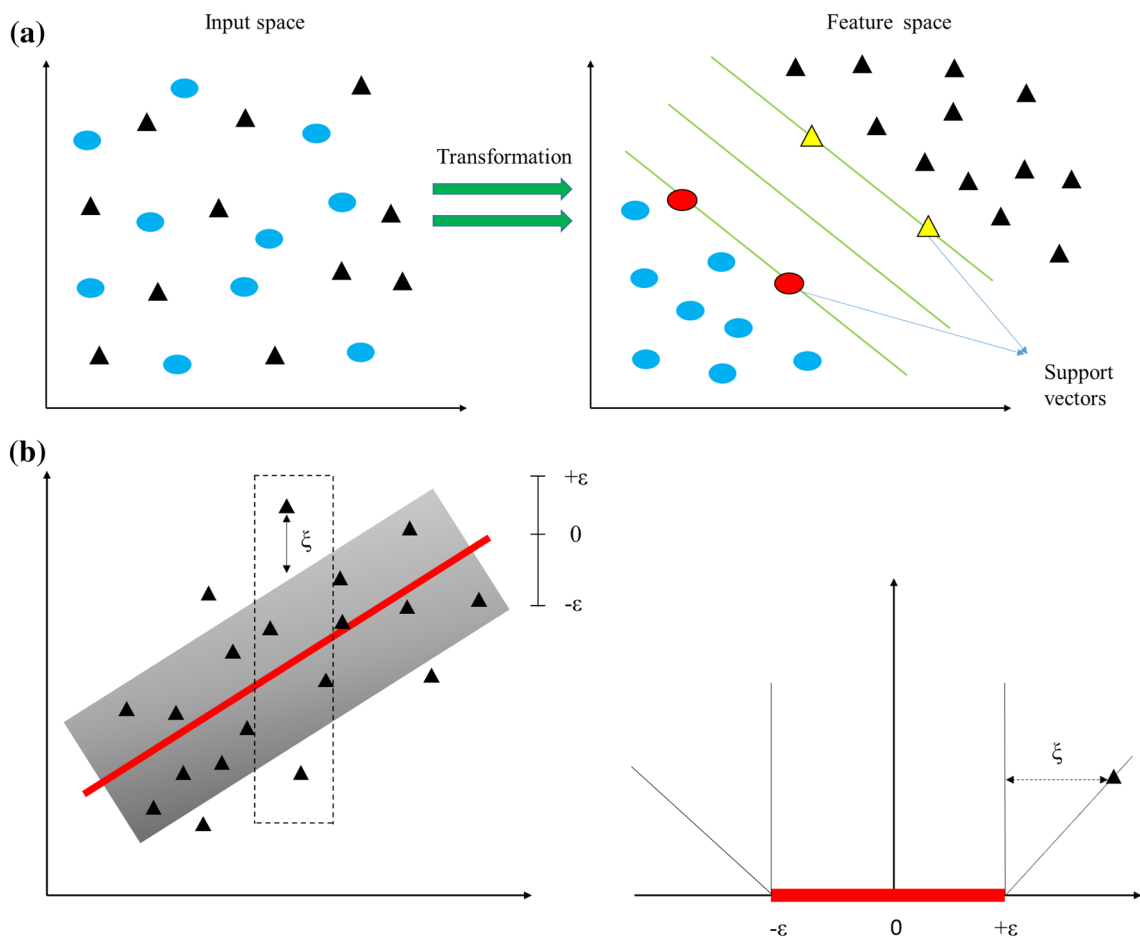 (a)
Input space
Feature space
Transformation
Support
vectors
(b)
+ε
0
-ε
ξ
ξ
-ε
0
+ε